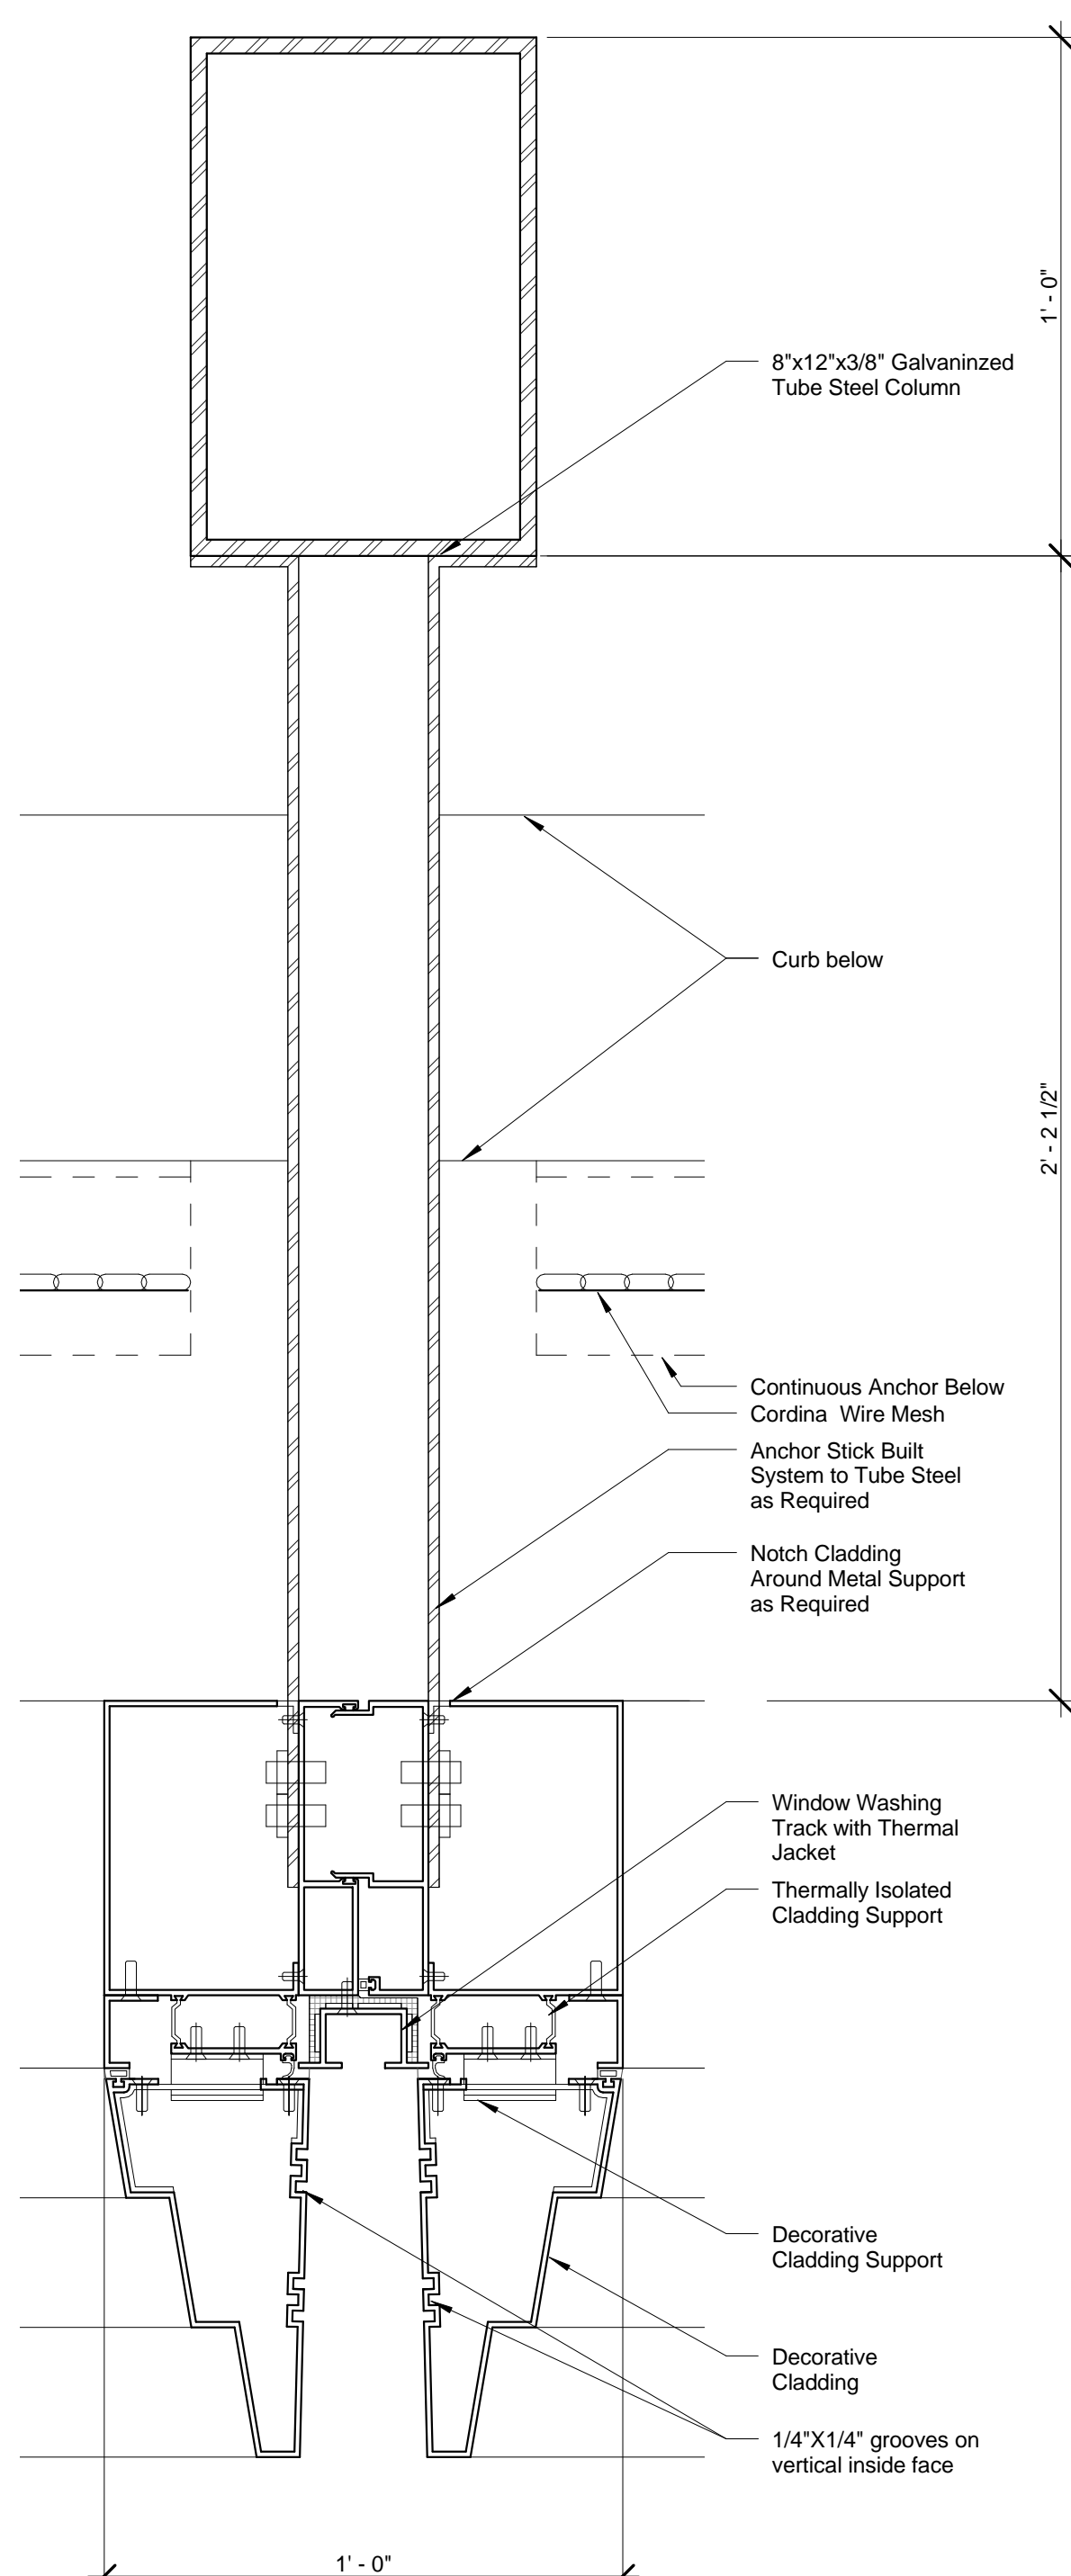 1' - 0"
8"x12"x3/8" Galvaninzed
Tube Steel Column
Curb below
2' - 2 1/2"
Continuous Anchor Below
Cordina Wire Mesh
Anchor Stick Built
System to Tube Steel
as Required
Notch Cladding
Around Metal Support
as Required
Window Washing
Track with Thermal
Jacket
Thermally Isolated
Cladding Support
Decorative
Cladding Support
Decorative
Cladding
1/4"X1/4" grooves on
vertical inside face
1' - 0"